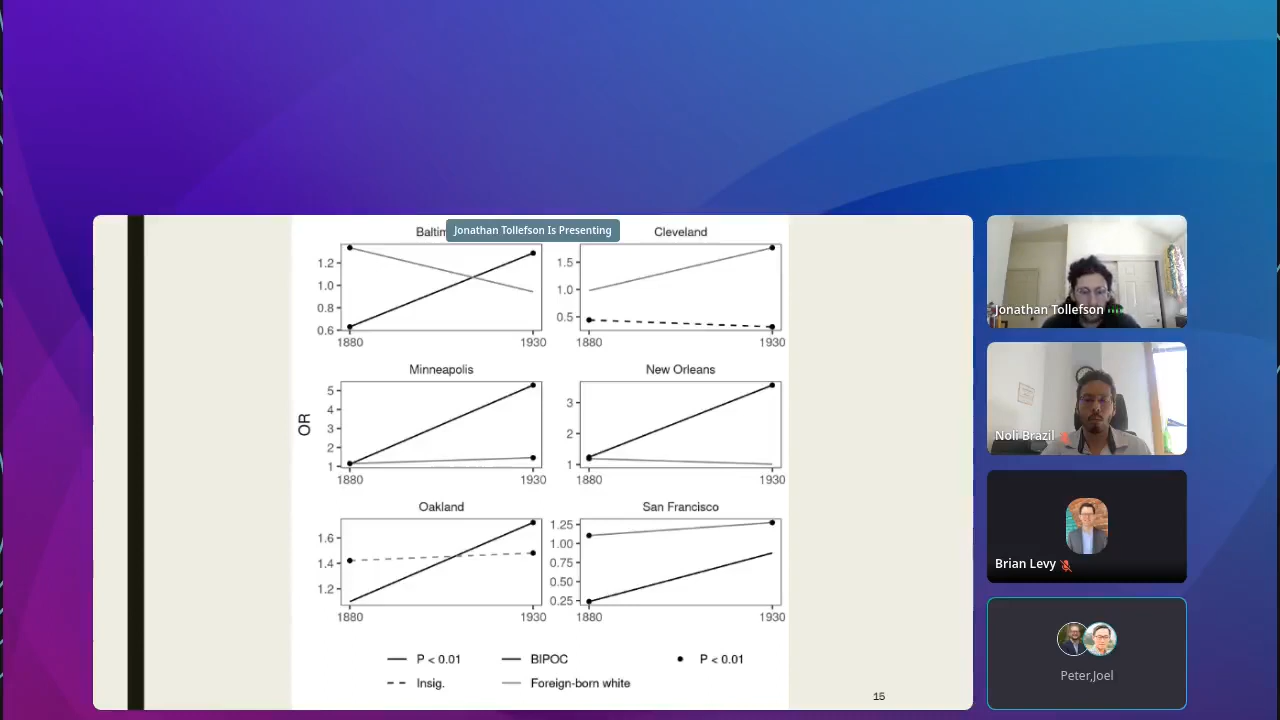 Jonathan Tollefson Is Presenting
Baltim
Cleveland
1.2
1.0
0.8
0.6
1880
1930
1.5
1.0
0.5
1880
1930
Minneapolis
New Orleans
OR
5
4
3
2
1
1880
1930
3
2
1
1880
1930
Oakland
San Francisco
1.6
1.4
1.2
1880
1930
1.25
1.00
0.75
0.50
0.25
1880
1930
P < 0.01
BIPOC
P < 0.01
Insig.
Foreign-born white
15
Jonathan Tollefson
Noli Brazil
Brian Levy
Peter,Joel